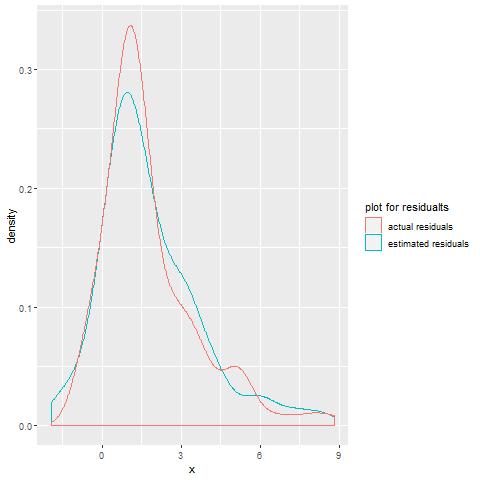 0.3
0.2
0.1
0.0
density
0
3
6
9
x
plot for residualts
actual residuals
estimated residuals